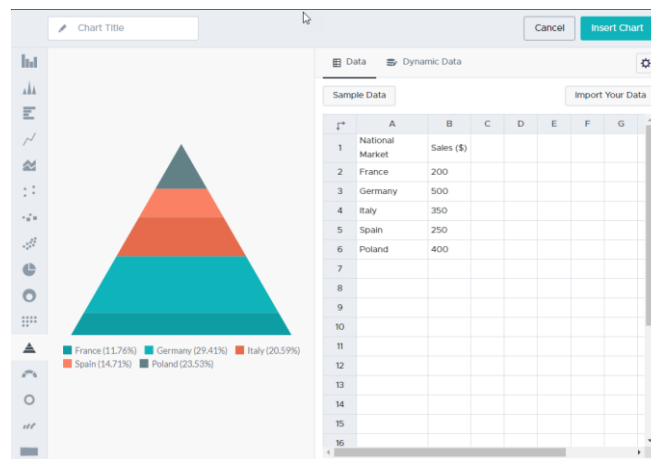 Chart Title
Cancel
Insert Chart
Data
Dynamic Data
Sample Data
Import Your Data
A B C D E F G
1 National Market Sales ($)
2 France 200
3 Germany 500
4 Italy 350
5 Spain 250
6 Poland 400
7
8
9
10
11
12
13
14
15
16
France (11.76%) Germany (29.41%) Italy (20.59%)
Spain (14.71%) Poland (23.53%)